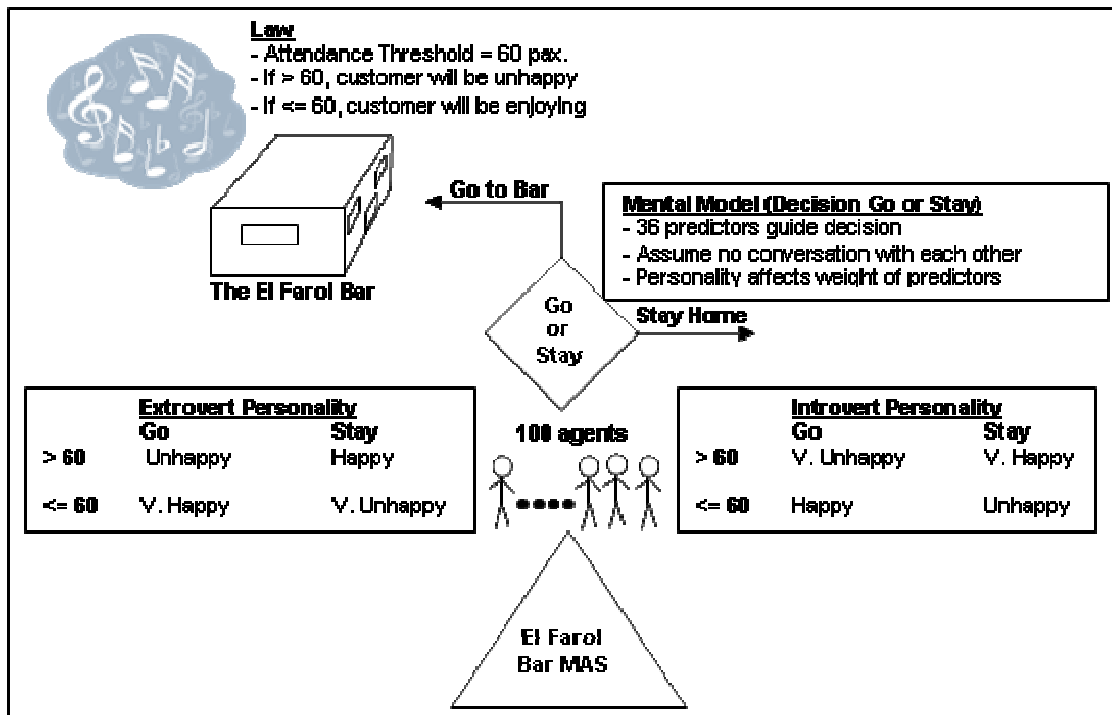 Law
- Attendance Threshold = 60 pax.
- If > 60, customer will be unhappy
- If <= 60, customer will be enjoying
Go to Bar
The El Farol Bar
Mental Model (Decision Go or Stay)
- 36 predictors guide decision
- Assume no conversation with each other
- Personality affects weight of predictors
Go
or
Stay
Stay Home
Extrovert Personality
Go Stay
> 60 Unhappy Happy
<= 60 V. Happy V. Unhappy
100 agents
Introvert Personality
Go Stay
> 60 V. Unhappy V. Happy
<= 60 Happy Unhappy
El Farol
Bar MAS